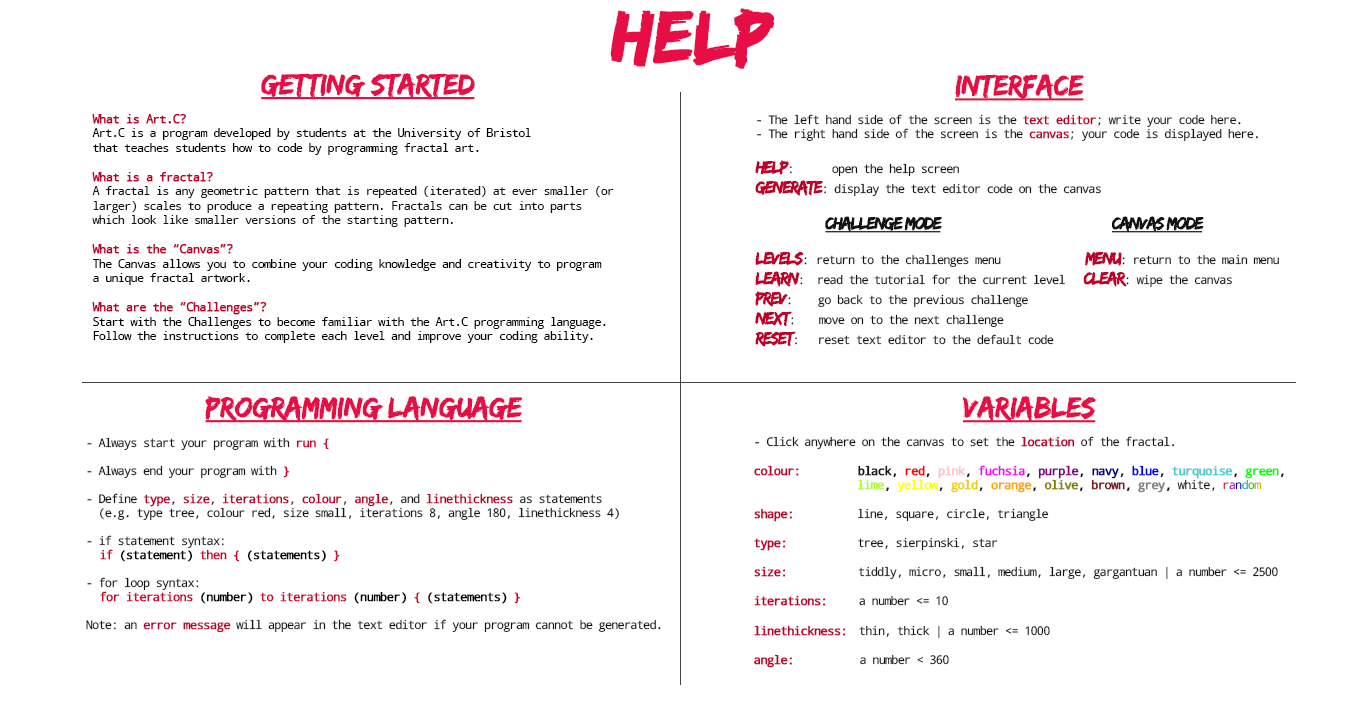 HELP
GETTING STARTED
What is Art.C?
Art.C is a program developed by students at the University of Bristol
that teaches students how to code by programming fractal art.
What is a fractal?
A fractal is any geometric pattern that is repeated (iterated) at ever smaller (or
larger) scales to produce a repeating pattern. Fractals can be cut into parts
which look like smaller versions of the starting pattern.
What is the “Canvas”?
The Canvas allows you to combine your coding knowledge and creativity to program
a unique fractal artwork.
What are the “Challenges”?
Start with the Challenges to become familiar with the Art.C programming language.
Follow the instructions to complete each level and improve your coding ability.
INTERFACE
- The left hand side of the screen is the text editor; write your code here.
- The right hand side of the screen is the canvas; your code is displayed here.
HELP: open the help screen
GENERATE: display the text editor code on the canvas
CHALLENGE MODE
LEVELS: return to the challenges menu
LEARN: read the tutorial for the current level
PREV: go back to the previous challenge
NEXT: move on to the next challenge
RESET: reset text editor to the default code
CANVAS MODE
MENU: return to the main menu
CLEAR: wipe the canvas
PROGRAMMING LANGUAGE
- Always start your program with run {
- Always end your program with }
- Define type, size, iterations, colour, angle, and linethickness as statements
(e.g. type tree, colour red, size small, iterations 8, angle 180, linethickness 4)
- if statement syntax:
if (statement) then { (statements) }
- for loop syntax:
for iterations (number) to iterations (number) { (statements) }
Note: an error message will appear in the text editor if your program cannot be generated.
VARIABLES
- Click anywhere on the canvas to set the location of the fractal.
colour: black, red, pink, fuchsia, purple, navy, blue, turquoise, green,
lime, yellow, gold, orange, olive, brown, grey, white, random
shape: line, square, circle, triangle
type: tree, sierpinski, star
size: tiddly, micro, small, medium, large, gargantuan | a number <= 2500
iterations: a number <= 10
linethickness: thin, thick | a number <= 1000
angle: a number < 360